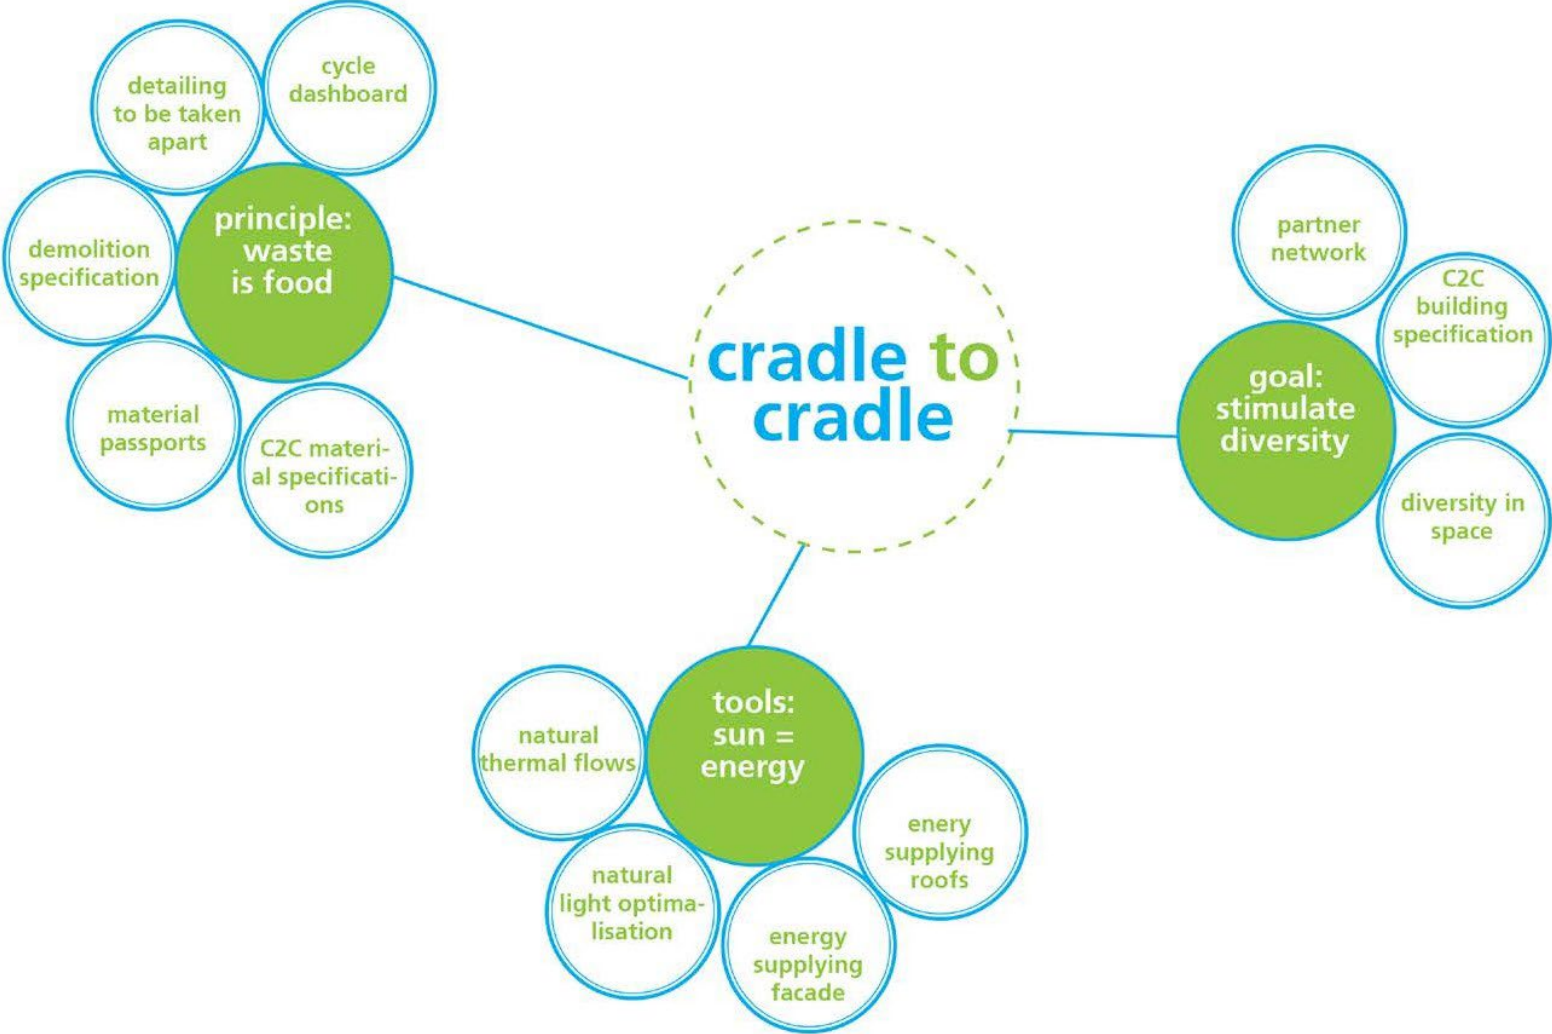 cycle
dashboard
detailing
to be taken
apart
principle:
waste
is food
demolition
specification
material
passports
C2C materi-
al specificati-
ons
cradle to
cradle
partner
network
C2C
building
specification
goal:
stimulate
diversity
diversity in
space
tools:
sun =
energy
natural
thermal flows
natural
light optima-
lisation
energy
supplying
facade
enery
supplying
roofs